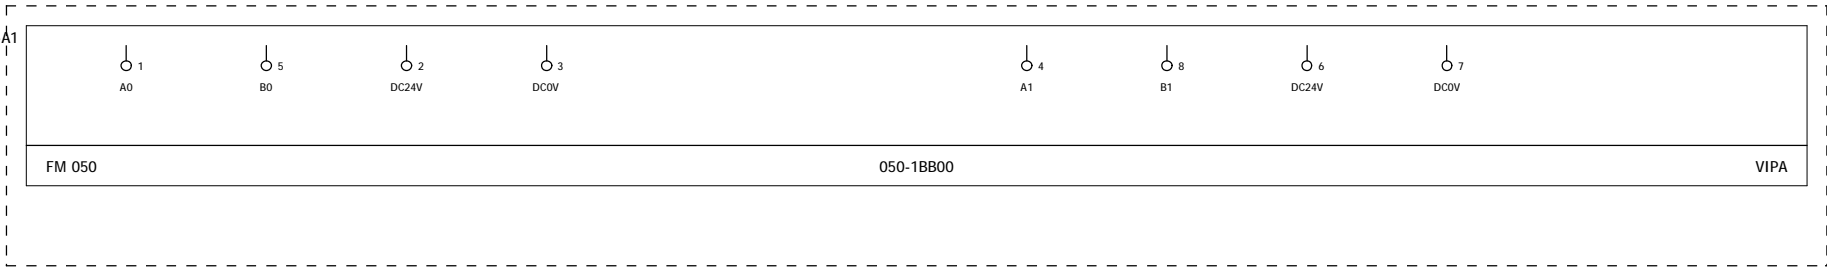 A1
1 5 2 3 4 8 6 7
A0 B0 DC24V DC0V A1 B1 DC24V DC0V
FM 050 050-1BB00 VIPA